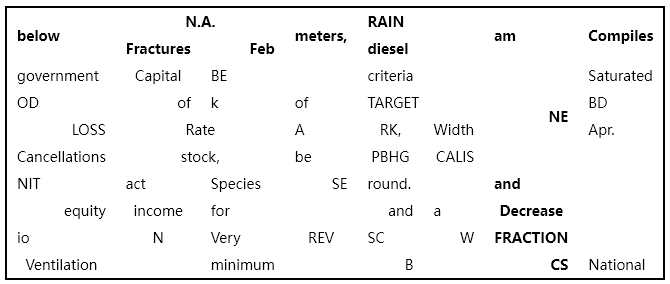 below N.A. meters, RAIN am Compiles
Fractures Feb diesel
government Capital BE criteria Saturated
OD of k of TARGET NE BD
LOSS Rate A RK, Width Apr.
Cancellations stock, be PBHG CALIS
NIT act Species SE round. and
equity income for and a Decrease
io N Very REV SC W FRACTION
Ventilation minimum B CS National